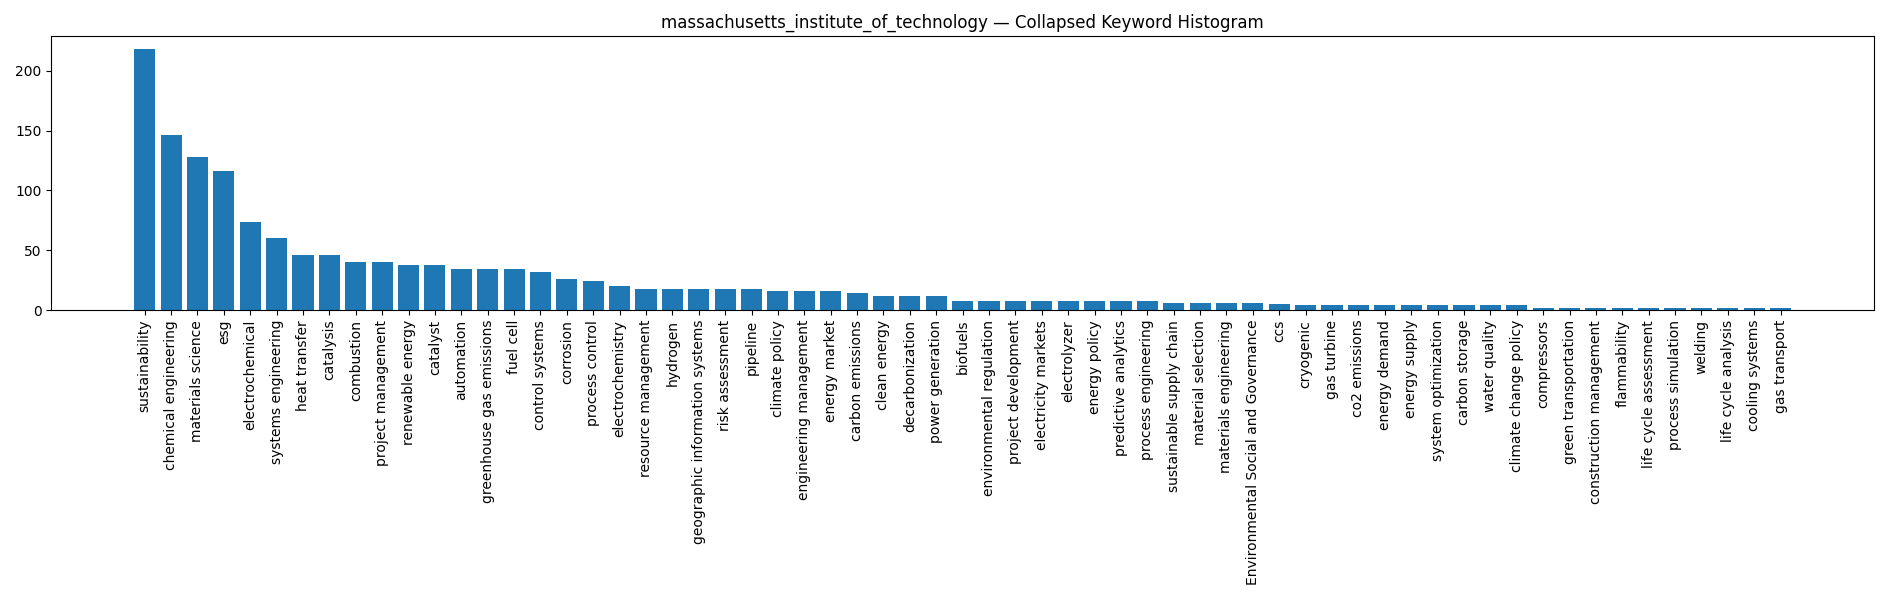 massachusetts_institute_of_technology — Collapsed Keyword Histogram
200
150
100
50
0
sustainability
chemical engineering
materials science
esg
electrochemical
systems engineering
heat transfer
catalysis
combustion
project management
renewable energy
catalyst
automation
greenhouse gas emissions
fuel cell
control systems
corrosion
process control
electrochemistry
resource management
hydrogen
geographic information systems
risk assessment
pipeline
climate policy
engineering management
energy market
carbon emissions
clean energy
decarbonization
power generation
biofuels
environmental regulation
project development
electricity markets
electrolyzer
energy policy
predictive analytics
process engineering
sustainable supply chain
material selection
materials engineering
Environmental Social and Governance
ccs
cryogenic
gas turbine
co2 emissions
energy demand
energy supply
system optimization
carbon storage
water quality
climate change policy
compressors
green transportation
construction management
flammability
life cycle assessment
process simulation
welding
life cycle analysis
cooling systems
gas transport